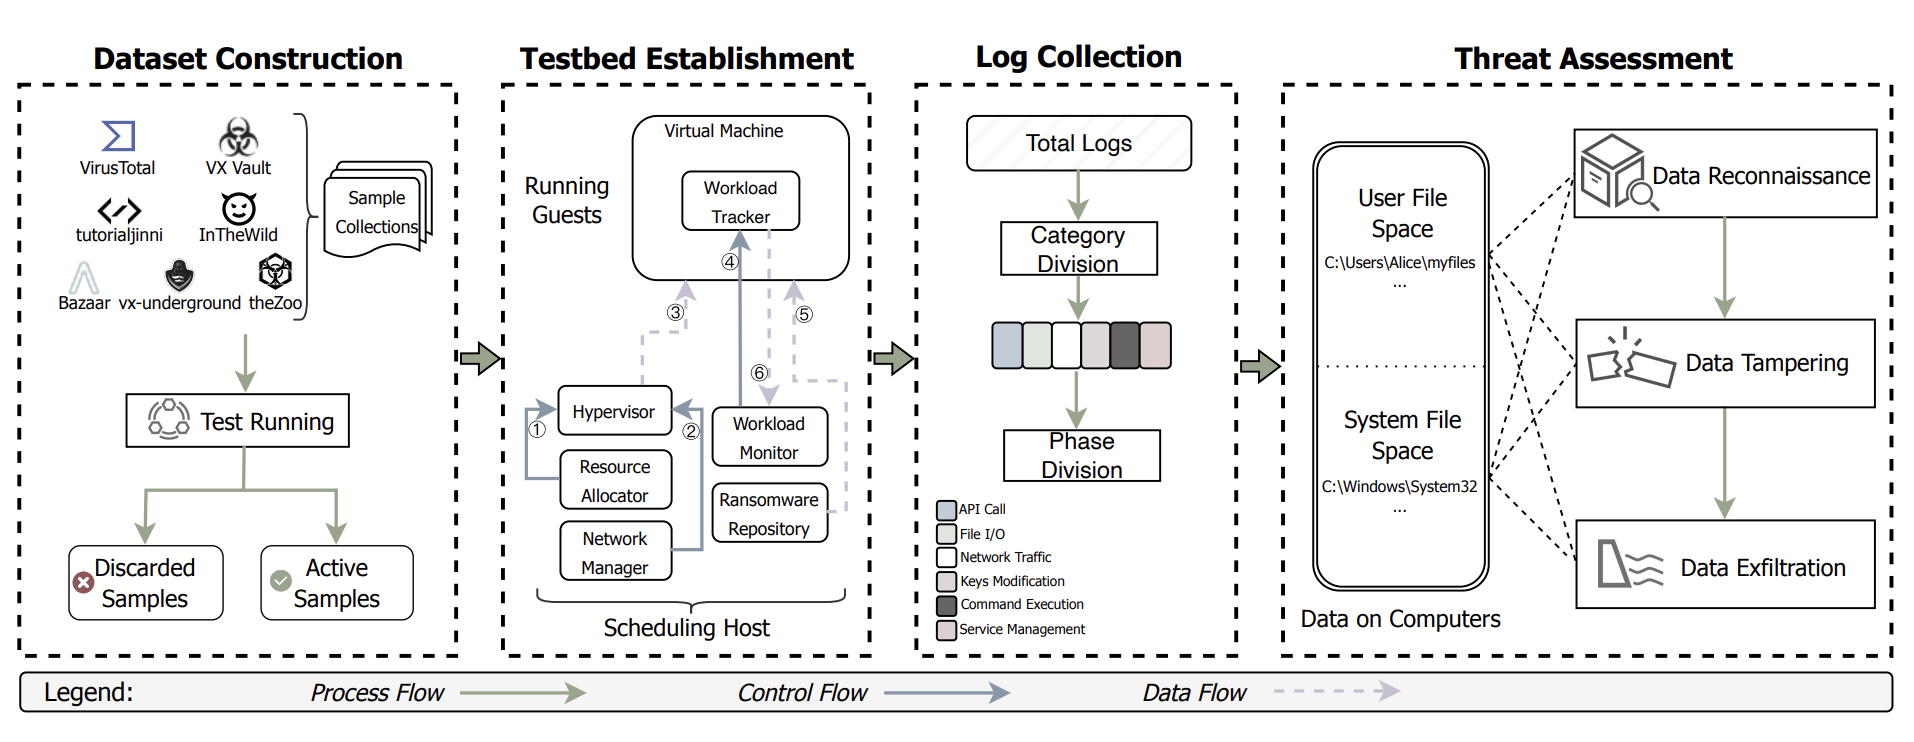 Dataset Construction
VirusTotal
VX Vault
tutorialjinni
InTheWild
Bazaar
vx-underground
theZoo
Sample
Collections
Test Running
Discarded
Samples
Active
Samples
Testbed Establishment
Virtual Machine
Running
Guests
Workload
Tracker
④
③
⑤
⑥
Hypervisor
①
②
Workload
Monitor
Resource
Allocator
Ransomware
Repository
Network
Manager
Scheduling Host
Log Collection
Total Logs
Category
Division
Phase
Division
API Call
File I/O
Network Traffic
Keys Modification
Command Execution
Service Management
Threat Assessment
User File
Space
C:\Users\Alice\myfiles
...
System File
Space
C:\Windows\System32
...
Data on Computers
Data Reconnaissance
Data Tampering
Data Exfiltration
Legend:
Process Flow
Control Flow
Data Flow